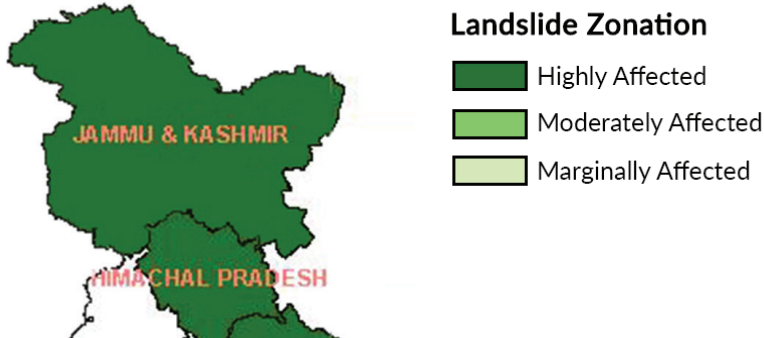 Landslide Zonation
Highly Affected
Moderately Affected
Marginally Affected
JAMMU & KASHMIR
HIMACHAL PRADESH